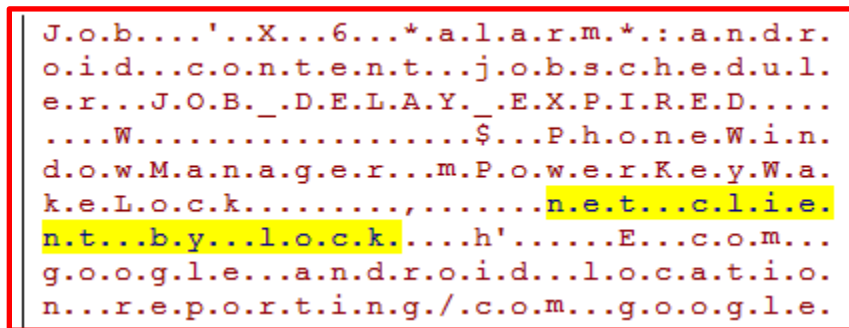 J.o.b....'..X...6...*.a.l.a.r.m.*.:.a.n.d.r.
o.i.d...c.o.n.t.e.n.t...j.o.b.s.c.h.e.d.u.l.
e.r...J.O.B._.D.E.L.A.Y._.E.X.P.I.R.E.D.....
....W...................$...P.h.o.n.e.W.i.n.
d.o.w.M.a.n.a.g.e.r...m.P.o.w.e.r.K.e.y.W.a.
k.e.L.o.c.k.........,.......n.e.t...c.l.i.e.
n.t...b.y...l.o.c.k.....h'......E...c.o.m...
g.o.o.g.l.e...a.n.d.r.o.i.d...l.o.c.a.t.i.o.
n...r.e.p.o.r.t.i.n.g./.c.o.m...g.o.o.g.l.e.